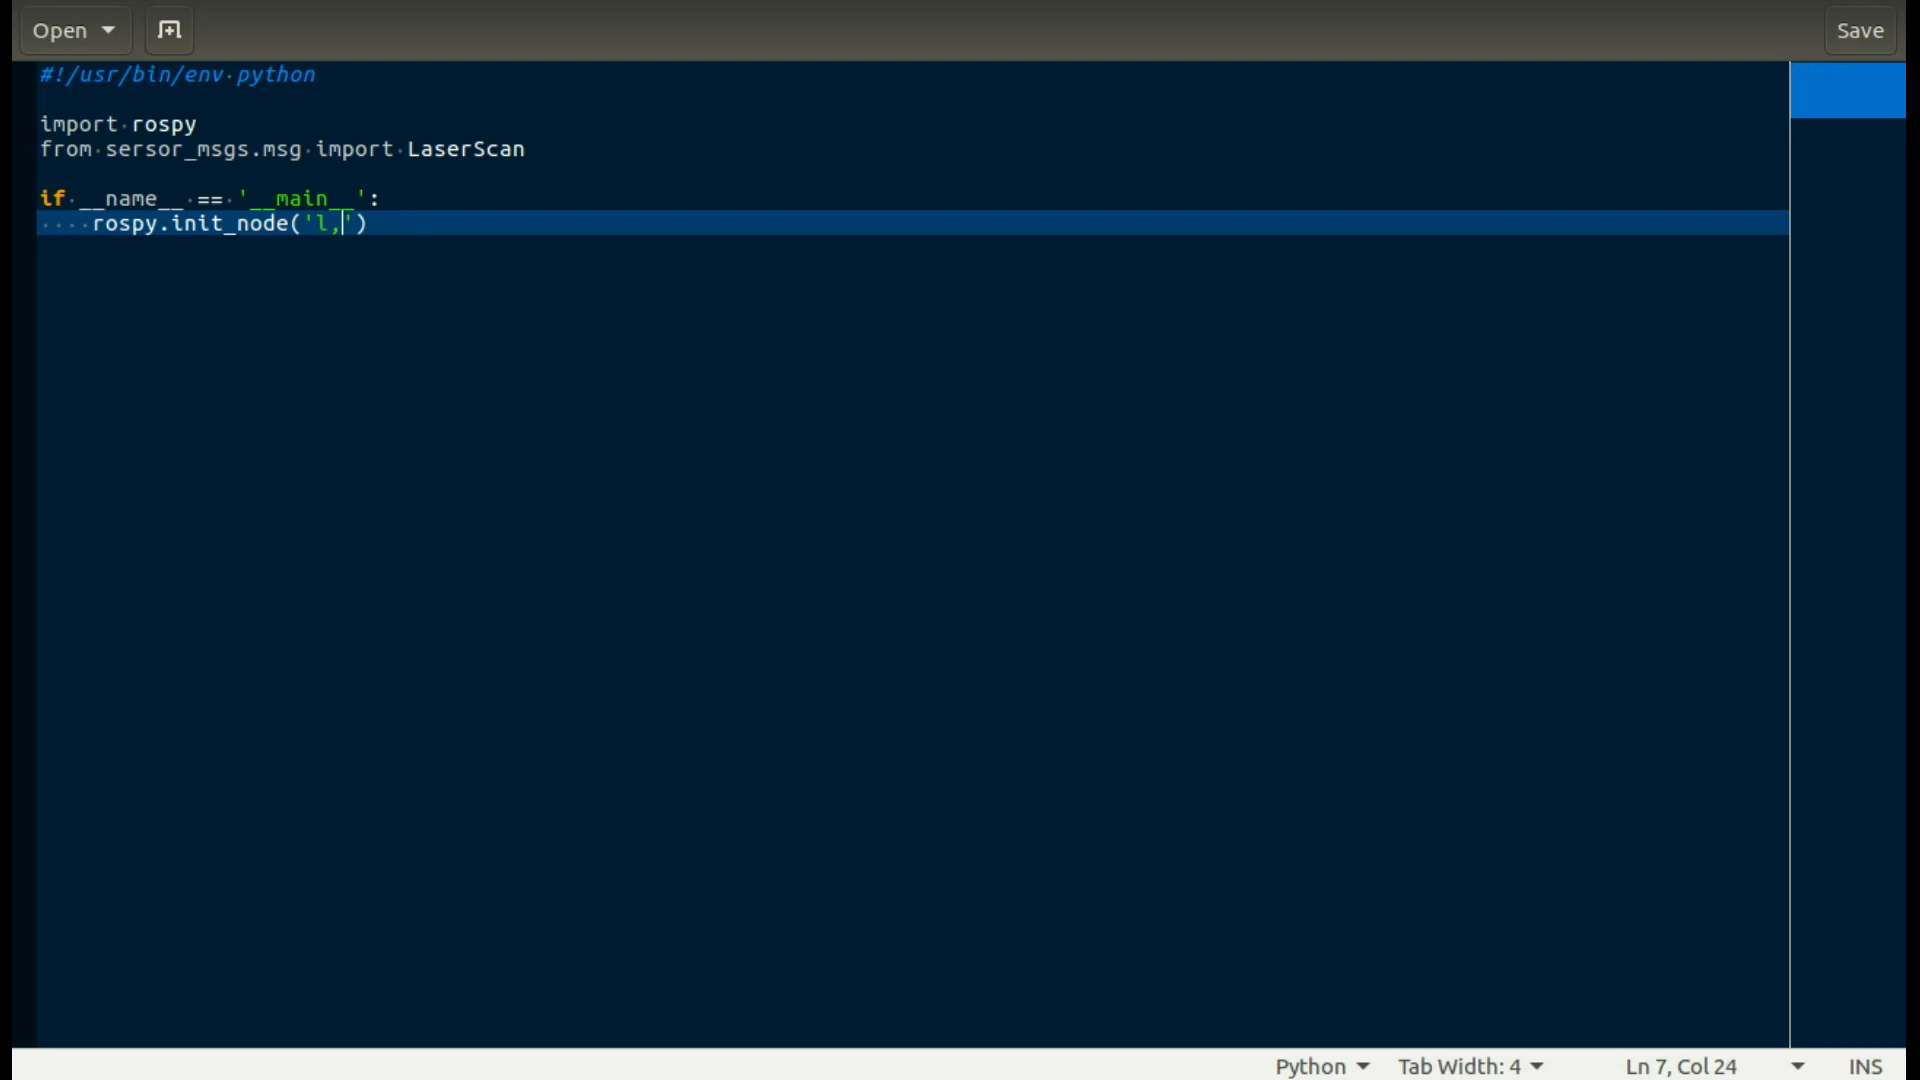 Open
Save
#!/usr/bin/env python
import rospy
from sersor_msgs.msg import LaserScan
if __name__ == '__main__':
    rospy.init_node('l,')
Python Tab Width: 4 Ln 7, Col 24 INS